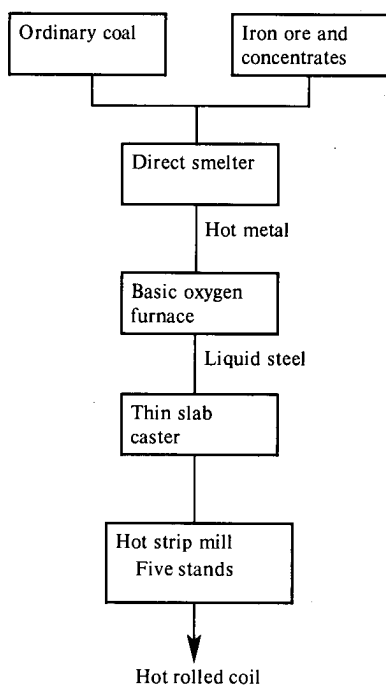 Ordinary coal
Iron ore and
concentrates
Direct smelter
Hot metal
Basic oxygen
furnace
Liquid steel
Thin slab
caster
Hot strip mill
Five stands
Hot rolled coil